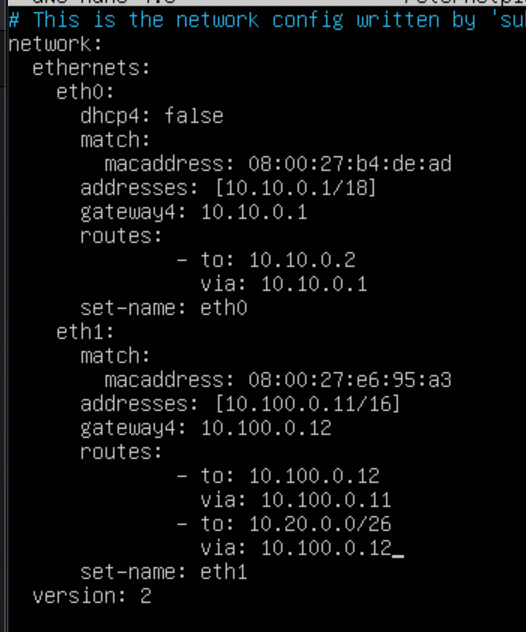 # This is the network config written by 'su
network:
  ethernets:
    eth0:
      dhcp4: false
      match:
        macaddress: 08:00:27:b4:de:ad
      addresses: [10.10.0.1/18]
      gateway4: 10.10.0.1
      routes:
              - to: 10.10.0.2
                via: 10.10.0.1
      set-name: eth0
    eth1:
      match:
        macaddress: 08:00:27:e6:95:a3
      addresses: [10.100.0.11/16]
      gateway4: 10.100.0.12
      routes:
              - to: 10.100.0.12
                via: 10.100.0.11
              - to: 10.20.0.0/26
                via: 10.100.0.12_
      set-name: eth1
  version: 2